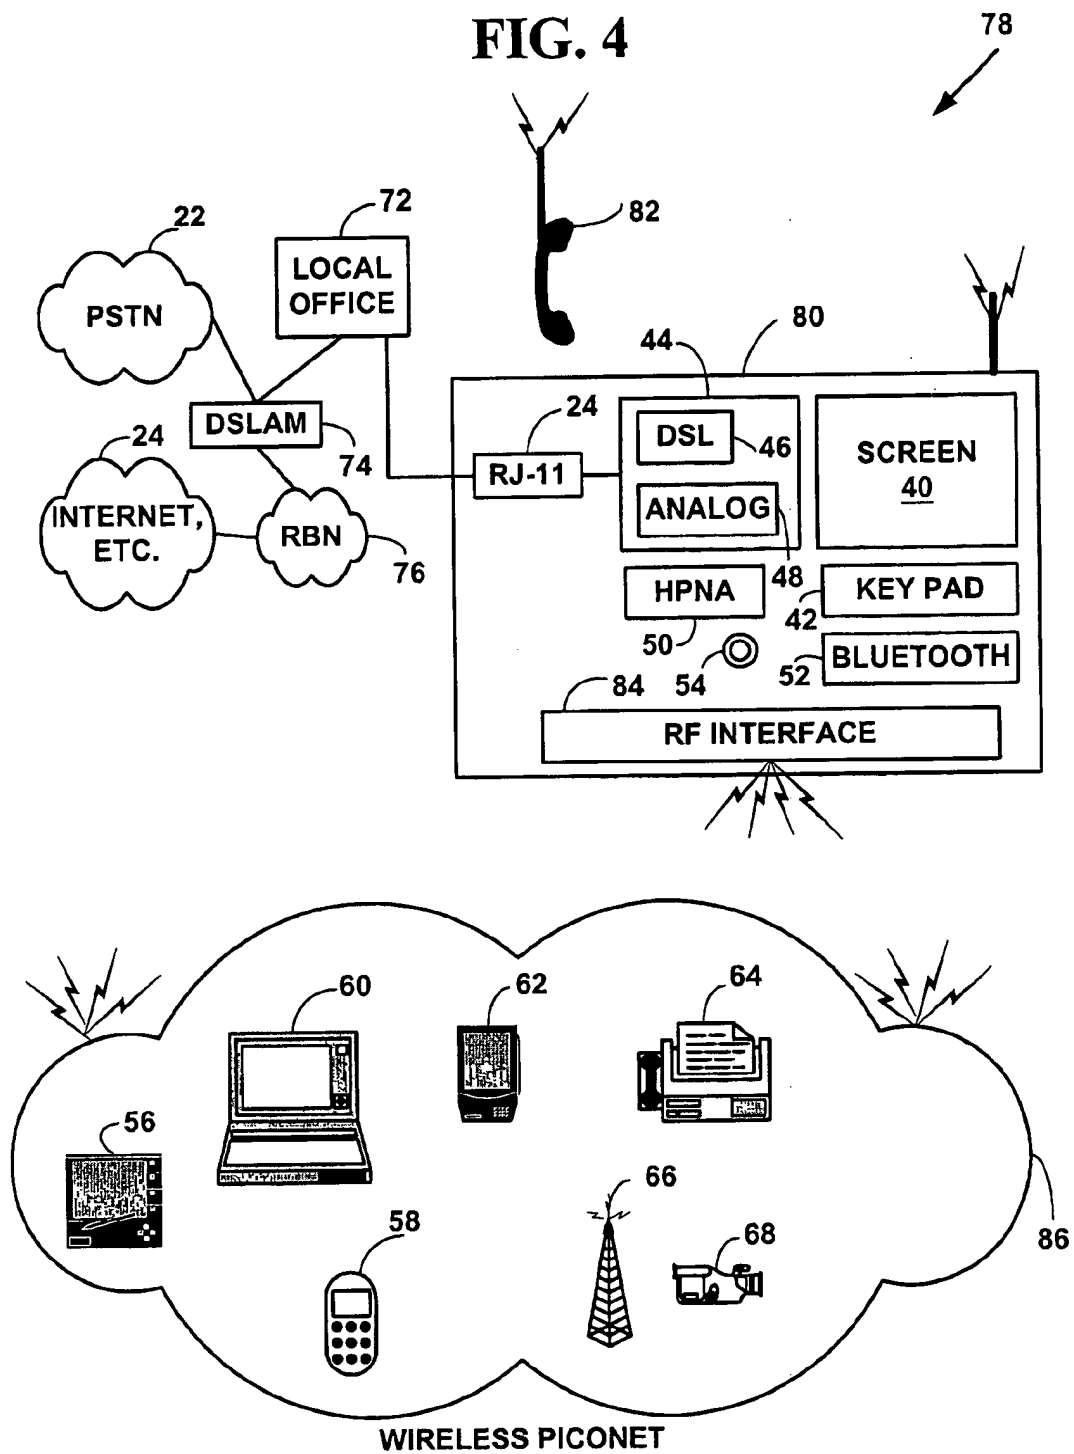 FIG. 4
78
82
72
22
LOCAL
OFFICE
PSTN
80
44
24
DSLAM
74
24
RJ-11
DSL
46
ANALOG
48
SCREEN
40
INTERNET,
ETC.
RBN
76
HPNA
50
KEY PAD
42
54
BLUETOOTH
52
84
RF INTERFACE
60
62
64
56
58
66
68
86
WIRELESS PICONET